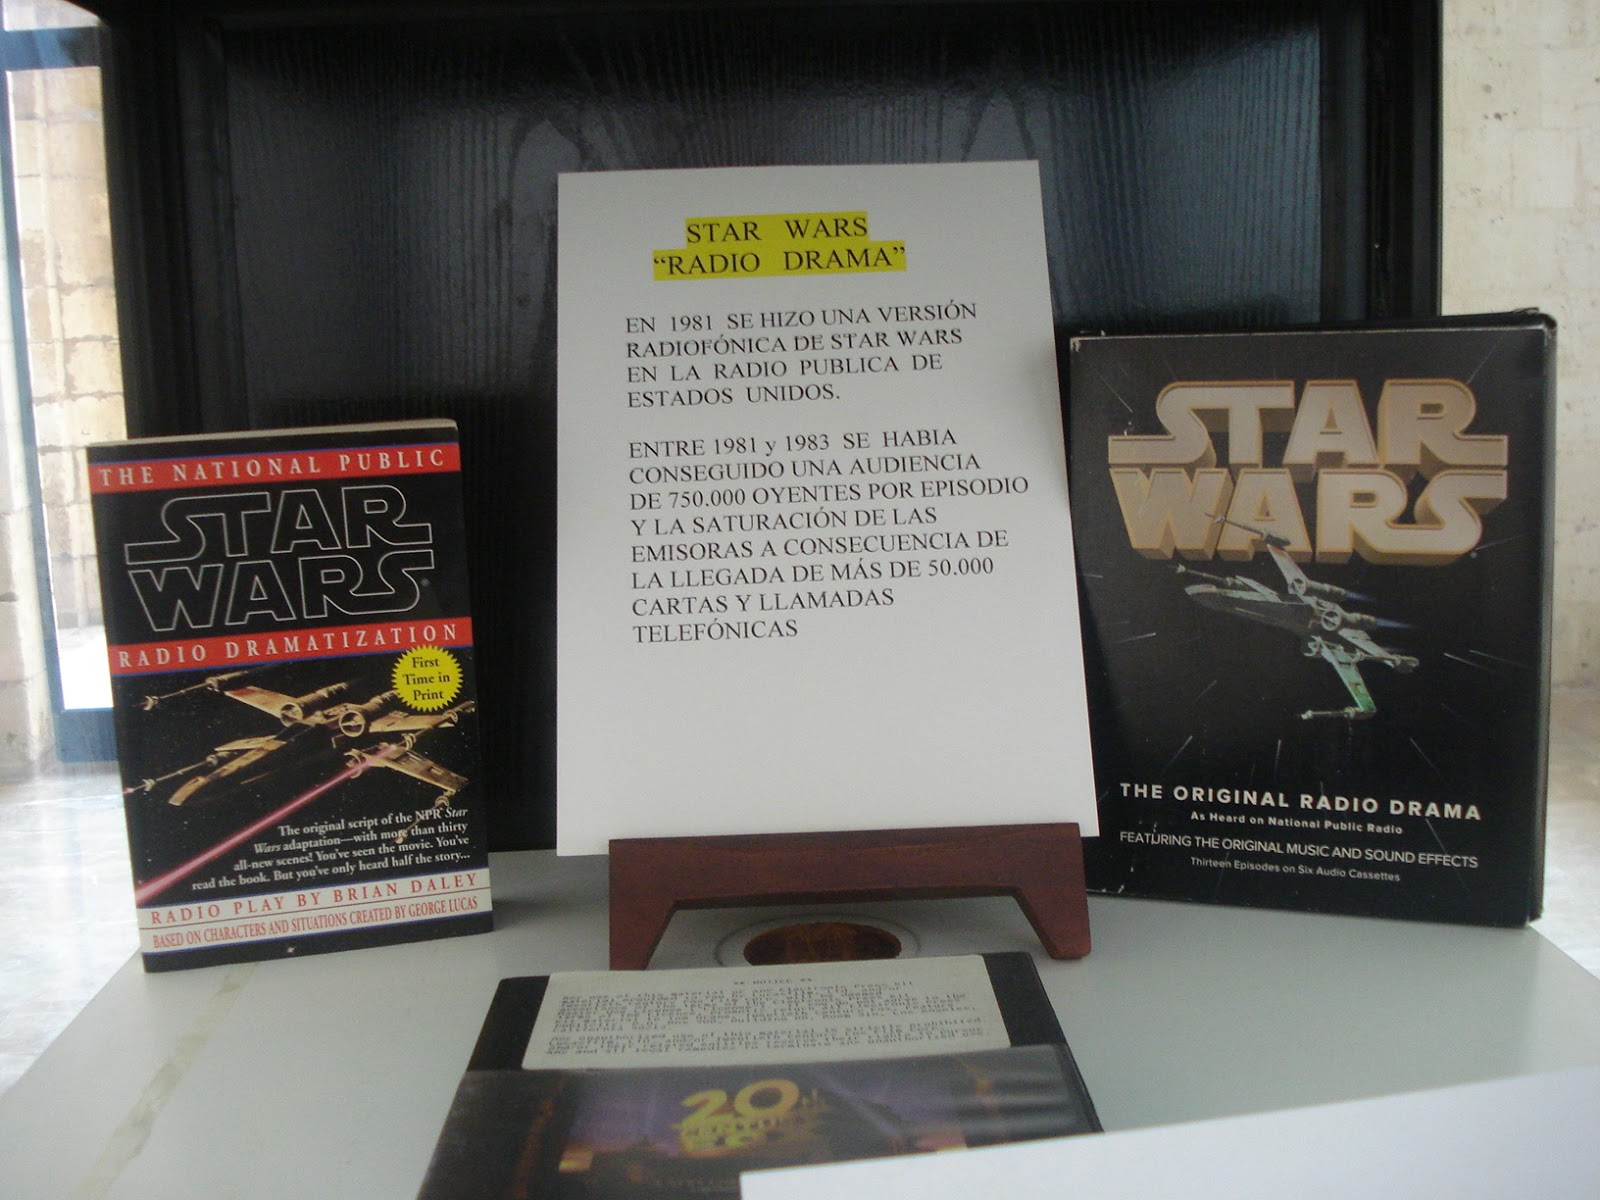 THE NATIONAL PUBLIC
STAR
WARS
RADIO DRAMATIZATION
First
Time in
Print
The original script of the NPR Star
Wars adaptation—with more than thirty
all-new scenes! You've seen the movie. You've
read the book. But you've only heard half the story...
RADIO PLAY BY BRIAN DALEY
BASED ON CHARACTERS AND SITUATIONS CREATED BY GEORGE LUCAS
STAR WARS
“RADIO DRAMA”
EN 1981 SE HIZO UNA VERSIÓN
RADIOFÓNICA DE STAR WARS
EN LA RADIO PUBLICA DE
ESTADOS UNIDOS.
ENTRE 1981 y 1983 SE HABIA
CONSEGUIDO UNA AUDIENCIA
DE 750.000 OYENTES POR EPISODIO
Y LA SATURACIÓN DE LAS
EMISORAS A CONSECUENCIA DE
LA LLEGADA DE MÁS DE 50.000
CARTAS Y LLAMADAS
TELEFÓNICAS
STAR
WARS
THE ORIGINAL RADIO DRAMA
As Heard on National Public Radio
FEATURING THE ORIGINAL MUSIC AND SOUND EFFECTS
Thirteen Episodes on Six Audio Cassettes
NOTICE
20th
CENTURY
FOX